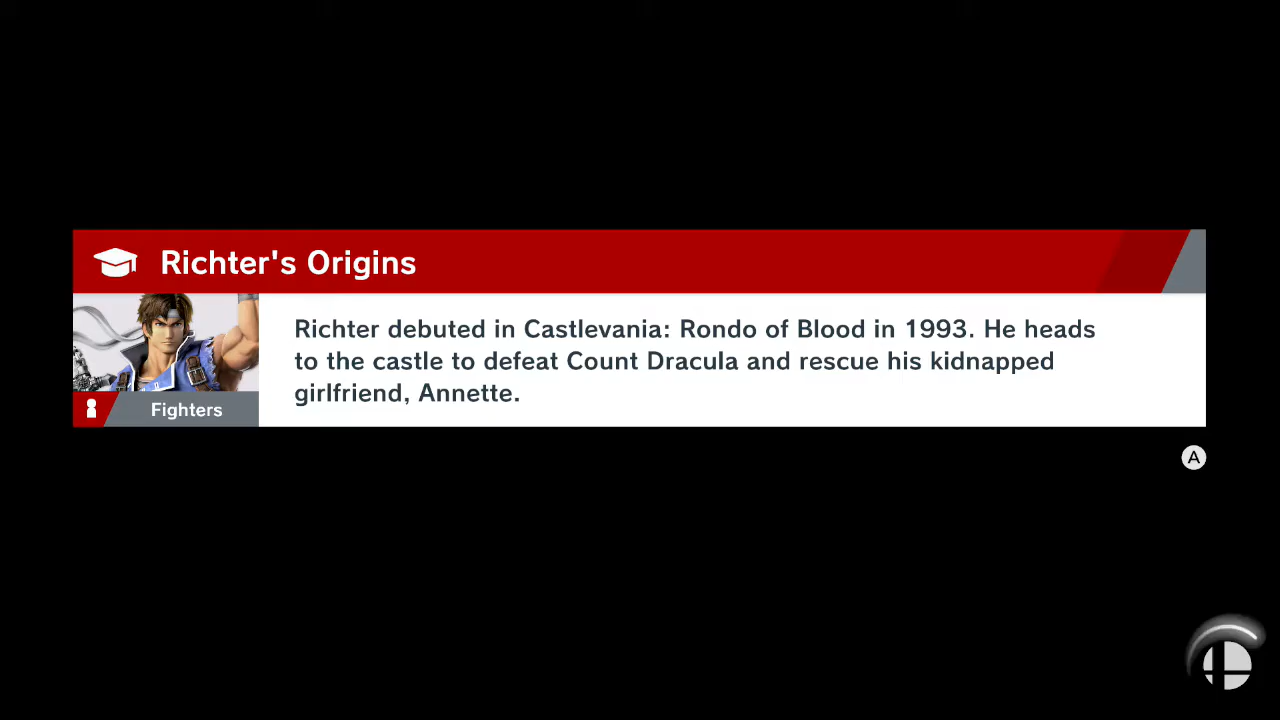 Richter's Origins
Richter debuted in Castlevania: Rondo of Blood in 1993. He heads
to the castle to defeat Count Dracula and rescue his kidnapped
girlfriend, Annette.
Fighters
A